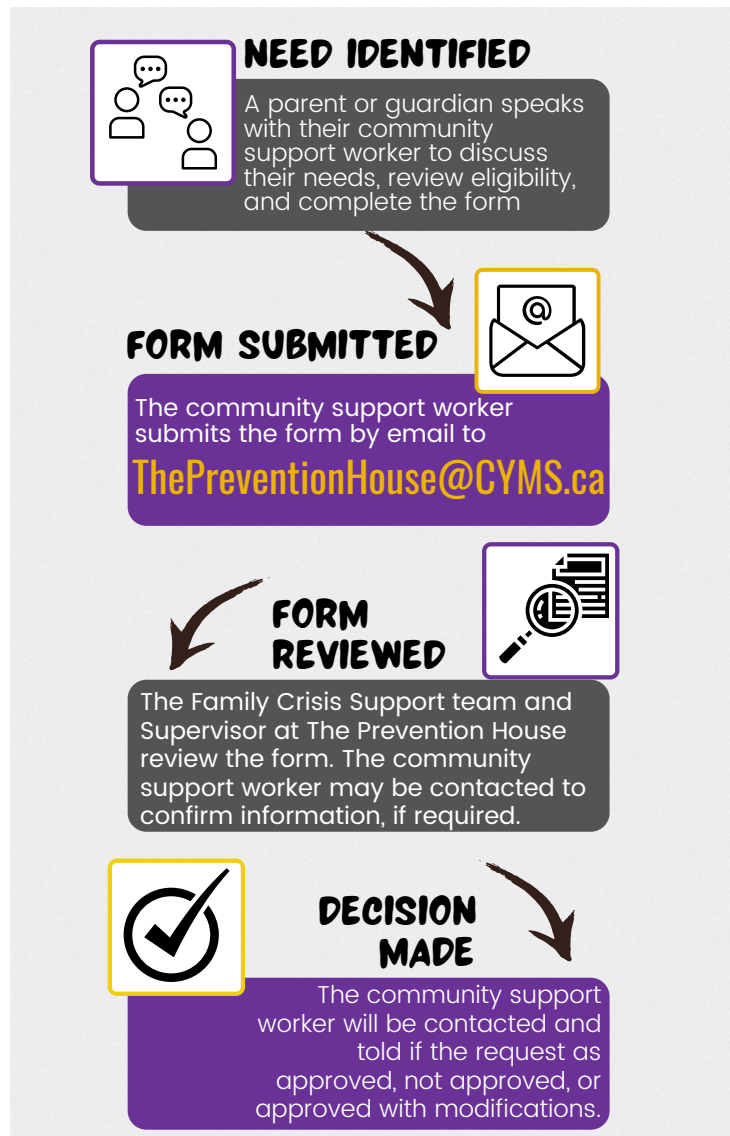 NEED IDENTIFIED
A parent or guardian speaks
with their community
support worker to discuss
their needs, review eligibility,
and complete the form
@
FORM SUBMITTED
The community support worker
submits the form by email to
ThePreventionHouse@CYMS.ca
FORM
REVIEWED
The Family Crisis Support team and
Supervisor at The Prevention House
review the form. The community
support worker may be contacted to
confirm information, if required.
DECISION
MADE
The community support
worker will be contacted and
told if the request as
approved, not approved, or
approved with modifications.